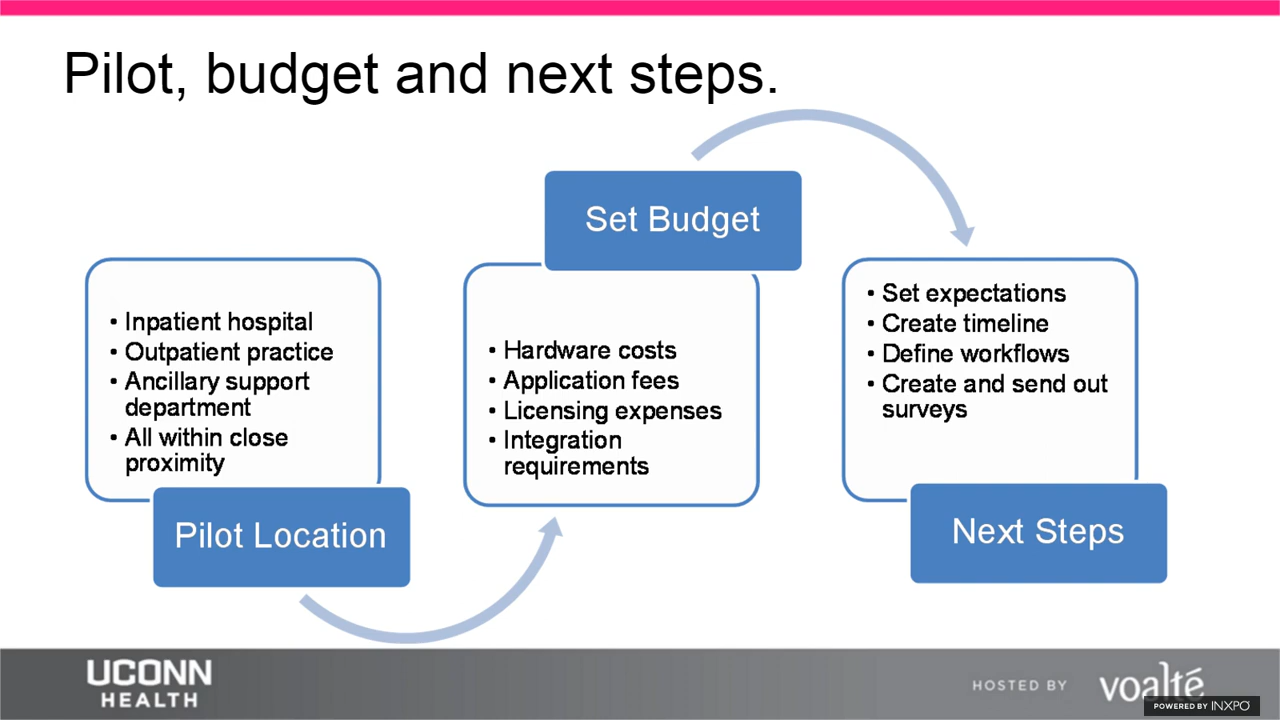 Pilot, budget and next steps.
• Inpatient hospital
• Outpatient practice
• Ancillary support
department
• All within close
proximity
Pilot Location
Set Budget
• Hardware costs
• Application fees
• Licensing expenses
• Integration
requirements
• Set expectations
• Create timeline
• Define workflows
• Create and send out
surveys
Next Steps
UCONN
HEALTH
HOSTED BY voalté
POWERED BY INXPO